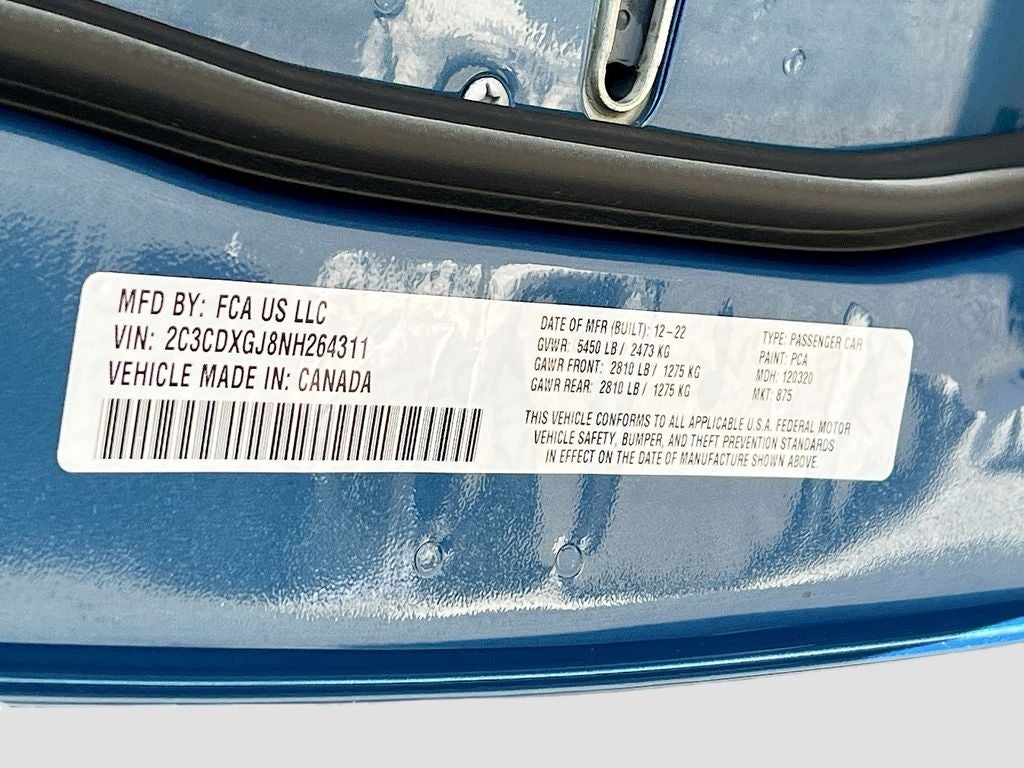 MFD BY: FCA US LLC
VIN: 2C3CDXGJ8NH264311
VEHICLE MADE IN: CANADA
DATE OF MFR (BUILT): 12-22
GVWR: 5450 LB / 2473 KG
GAWR FRONT: 2810 LB / 1275 KG
GAWR REAR: 2810 LB / 1275 KG
TYPE: PASSENGER CAR
PAINT: PCA
MDH: 120320
MKT: 875
THIS VEHICLE CONFORMS TO ALL APPLICABLE U.S.A. FEDERAL MOTOR
VEHICLE SAFETY, BUMPER, AND THEFT PREVENTION STANDARDS
IN EFFECT ON THE DATE OF MANUFACTURE SHOWN ABOVE.